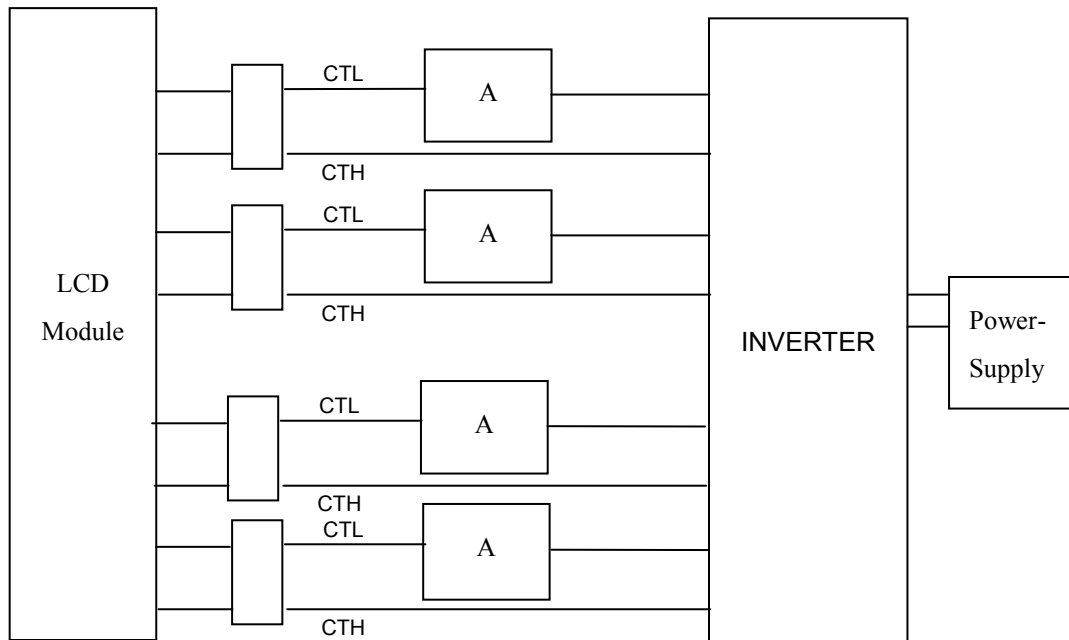 CTL
A
CTH
CTL
A
CTH
LCD
Module
INVERTER
Power-
Supply
CTL
A
CTH
CTL
A
CTH